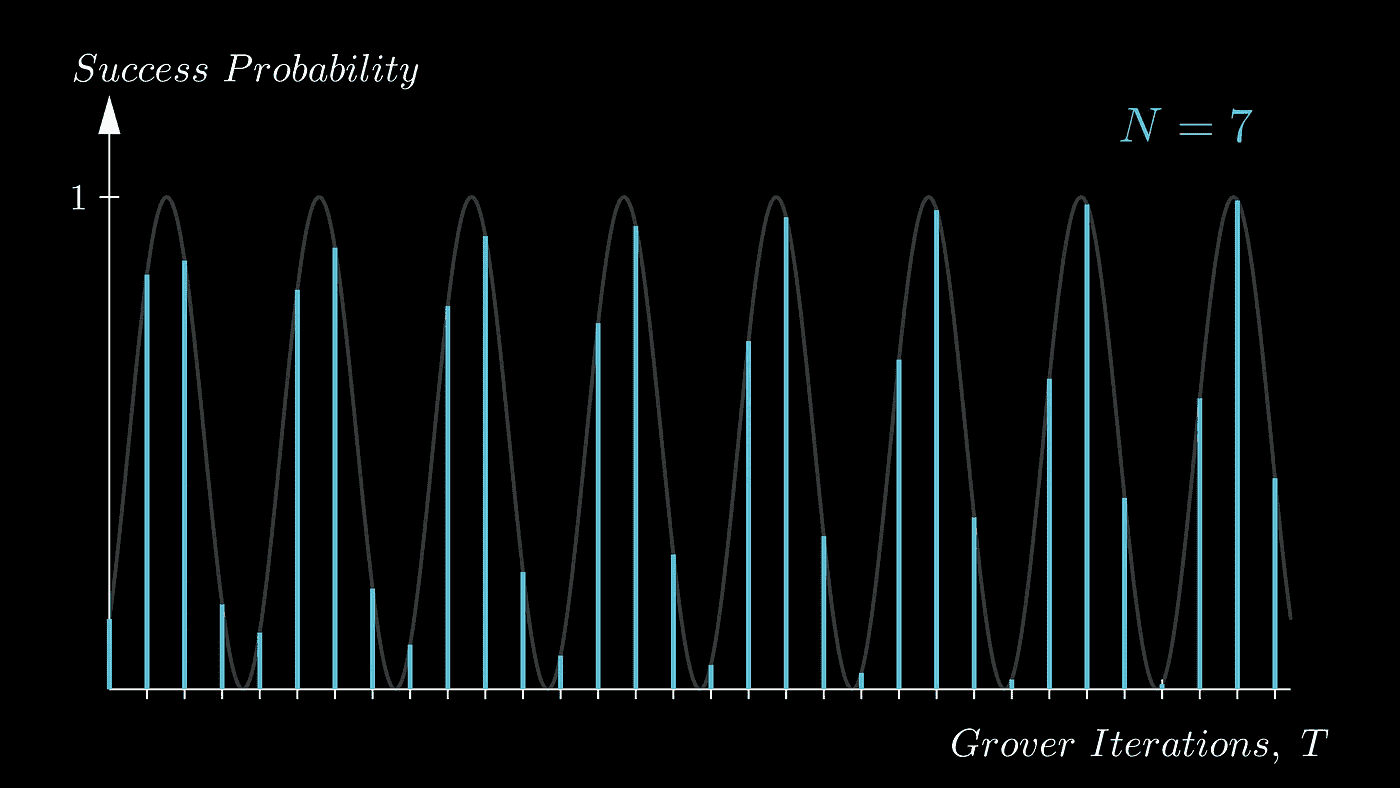 Success Probability
N = 7
1
Grover Iterations, T